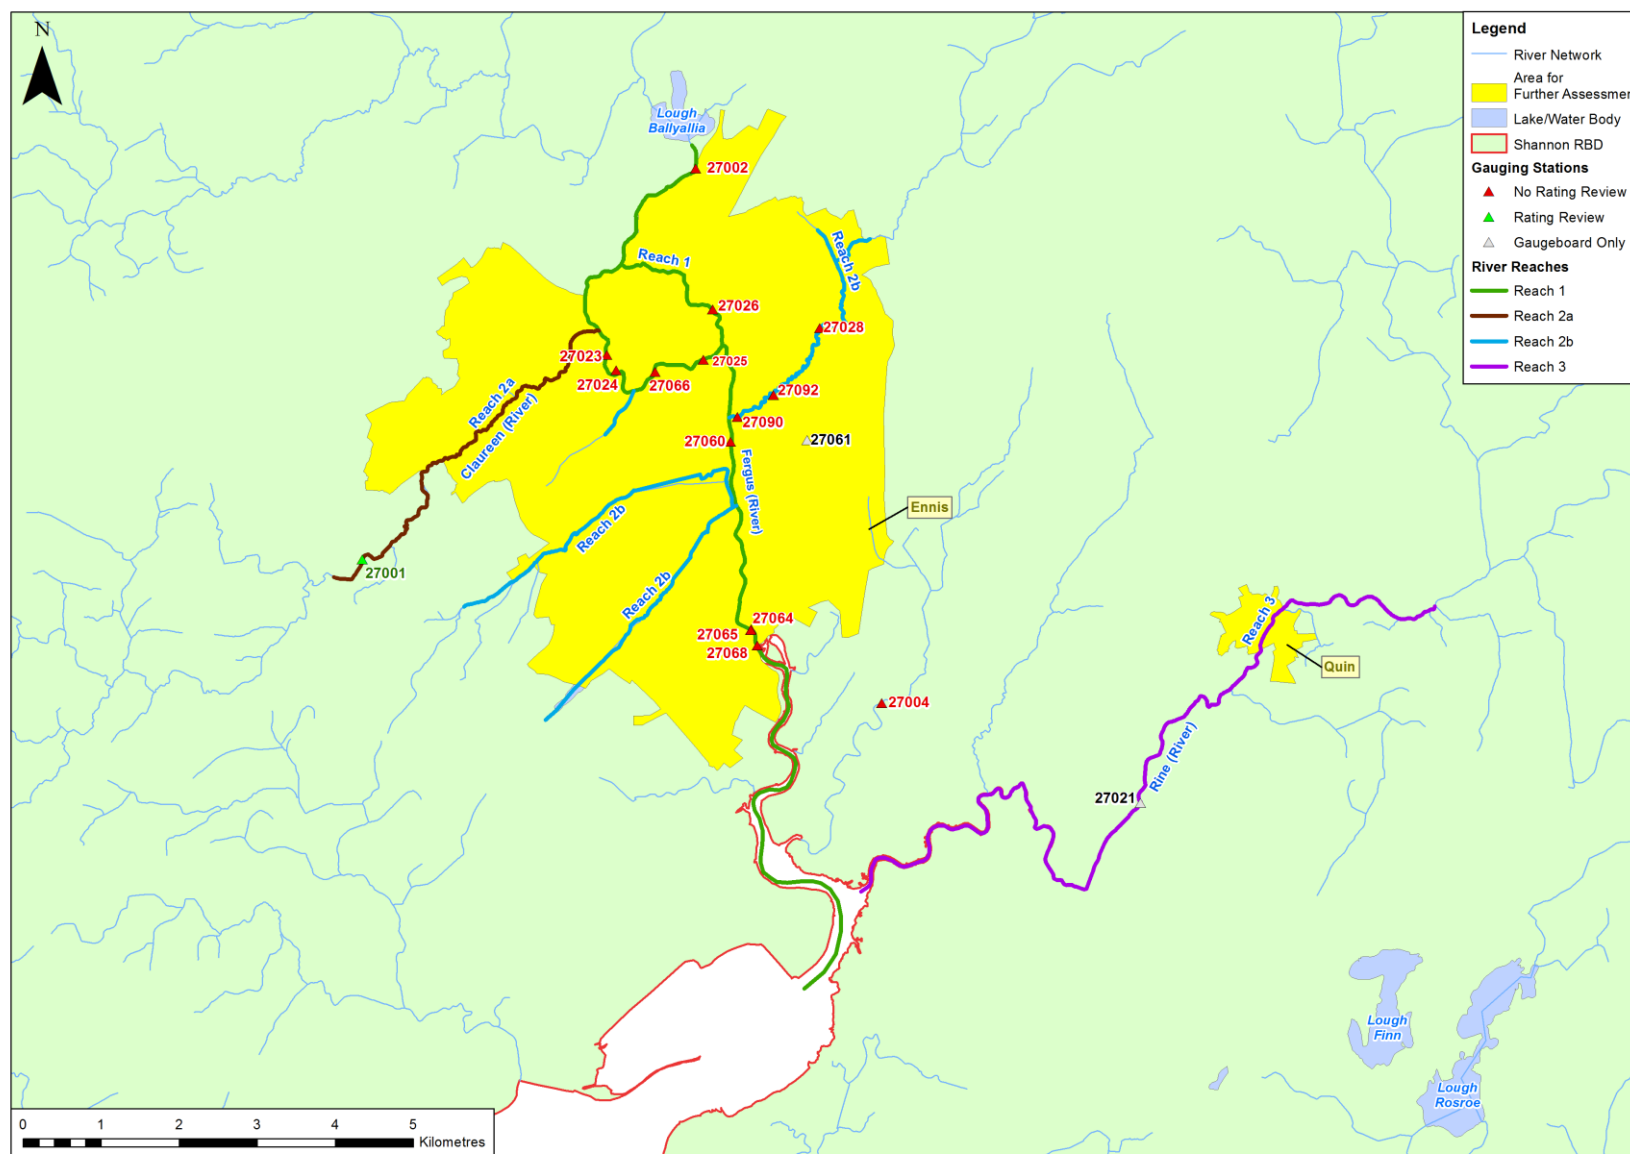 N
Legend
River Network
Area for
Further Assessmen
Lake/Water Body
Shannon RBD
Gauging Stations
No Rating Review
Rating Review
Gaugeboard Only
River Reaches
Reach 1
Reach 2a
Reach 2b
Reach 3
Lough
Ballyallia
27002
Reach 1
Reach 2b
27026
27028
27023
27025
27024
27066
27092
Reach 2a
Claureen (River)
27090
27060
27061
Fergus (River)
Ennis
Reach 2b
27001
Reach 2b
27064
27065
27068
Reach 3
Quin
27004
Rine (River)
27021
Lough
Finn
Lough
Rosroe
0 1 2 3 4 5
Kilometres